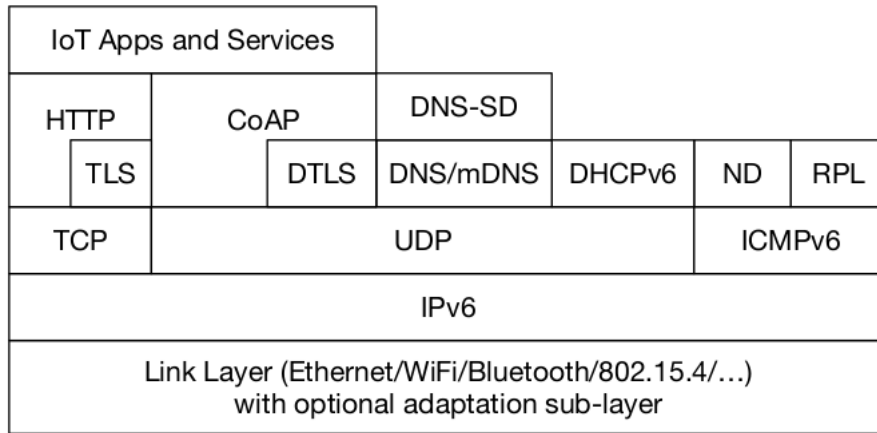 IoT Apps and Services
HTTP
CoAP
DNS-SD
TLS
DTLS
DNS/mDNS
DHCPv6
ND
RPL
TCP
UDP
ICMPv6
IPv6
Link Layer (Ethernet/WiFi/Bluetooth/802.15.4/…)
with optional adaptation sub-layer